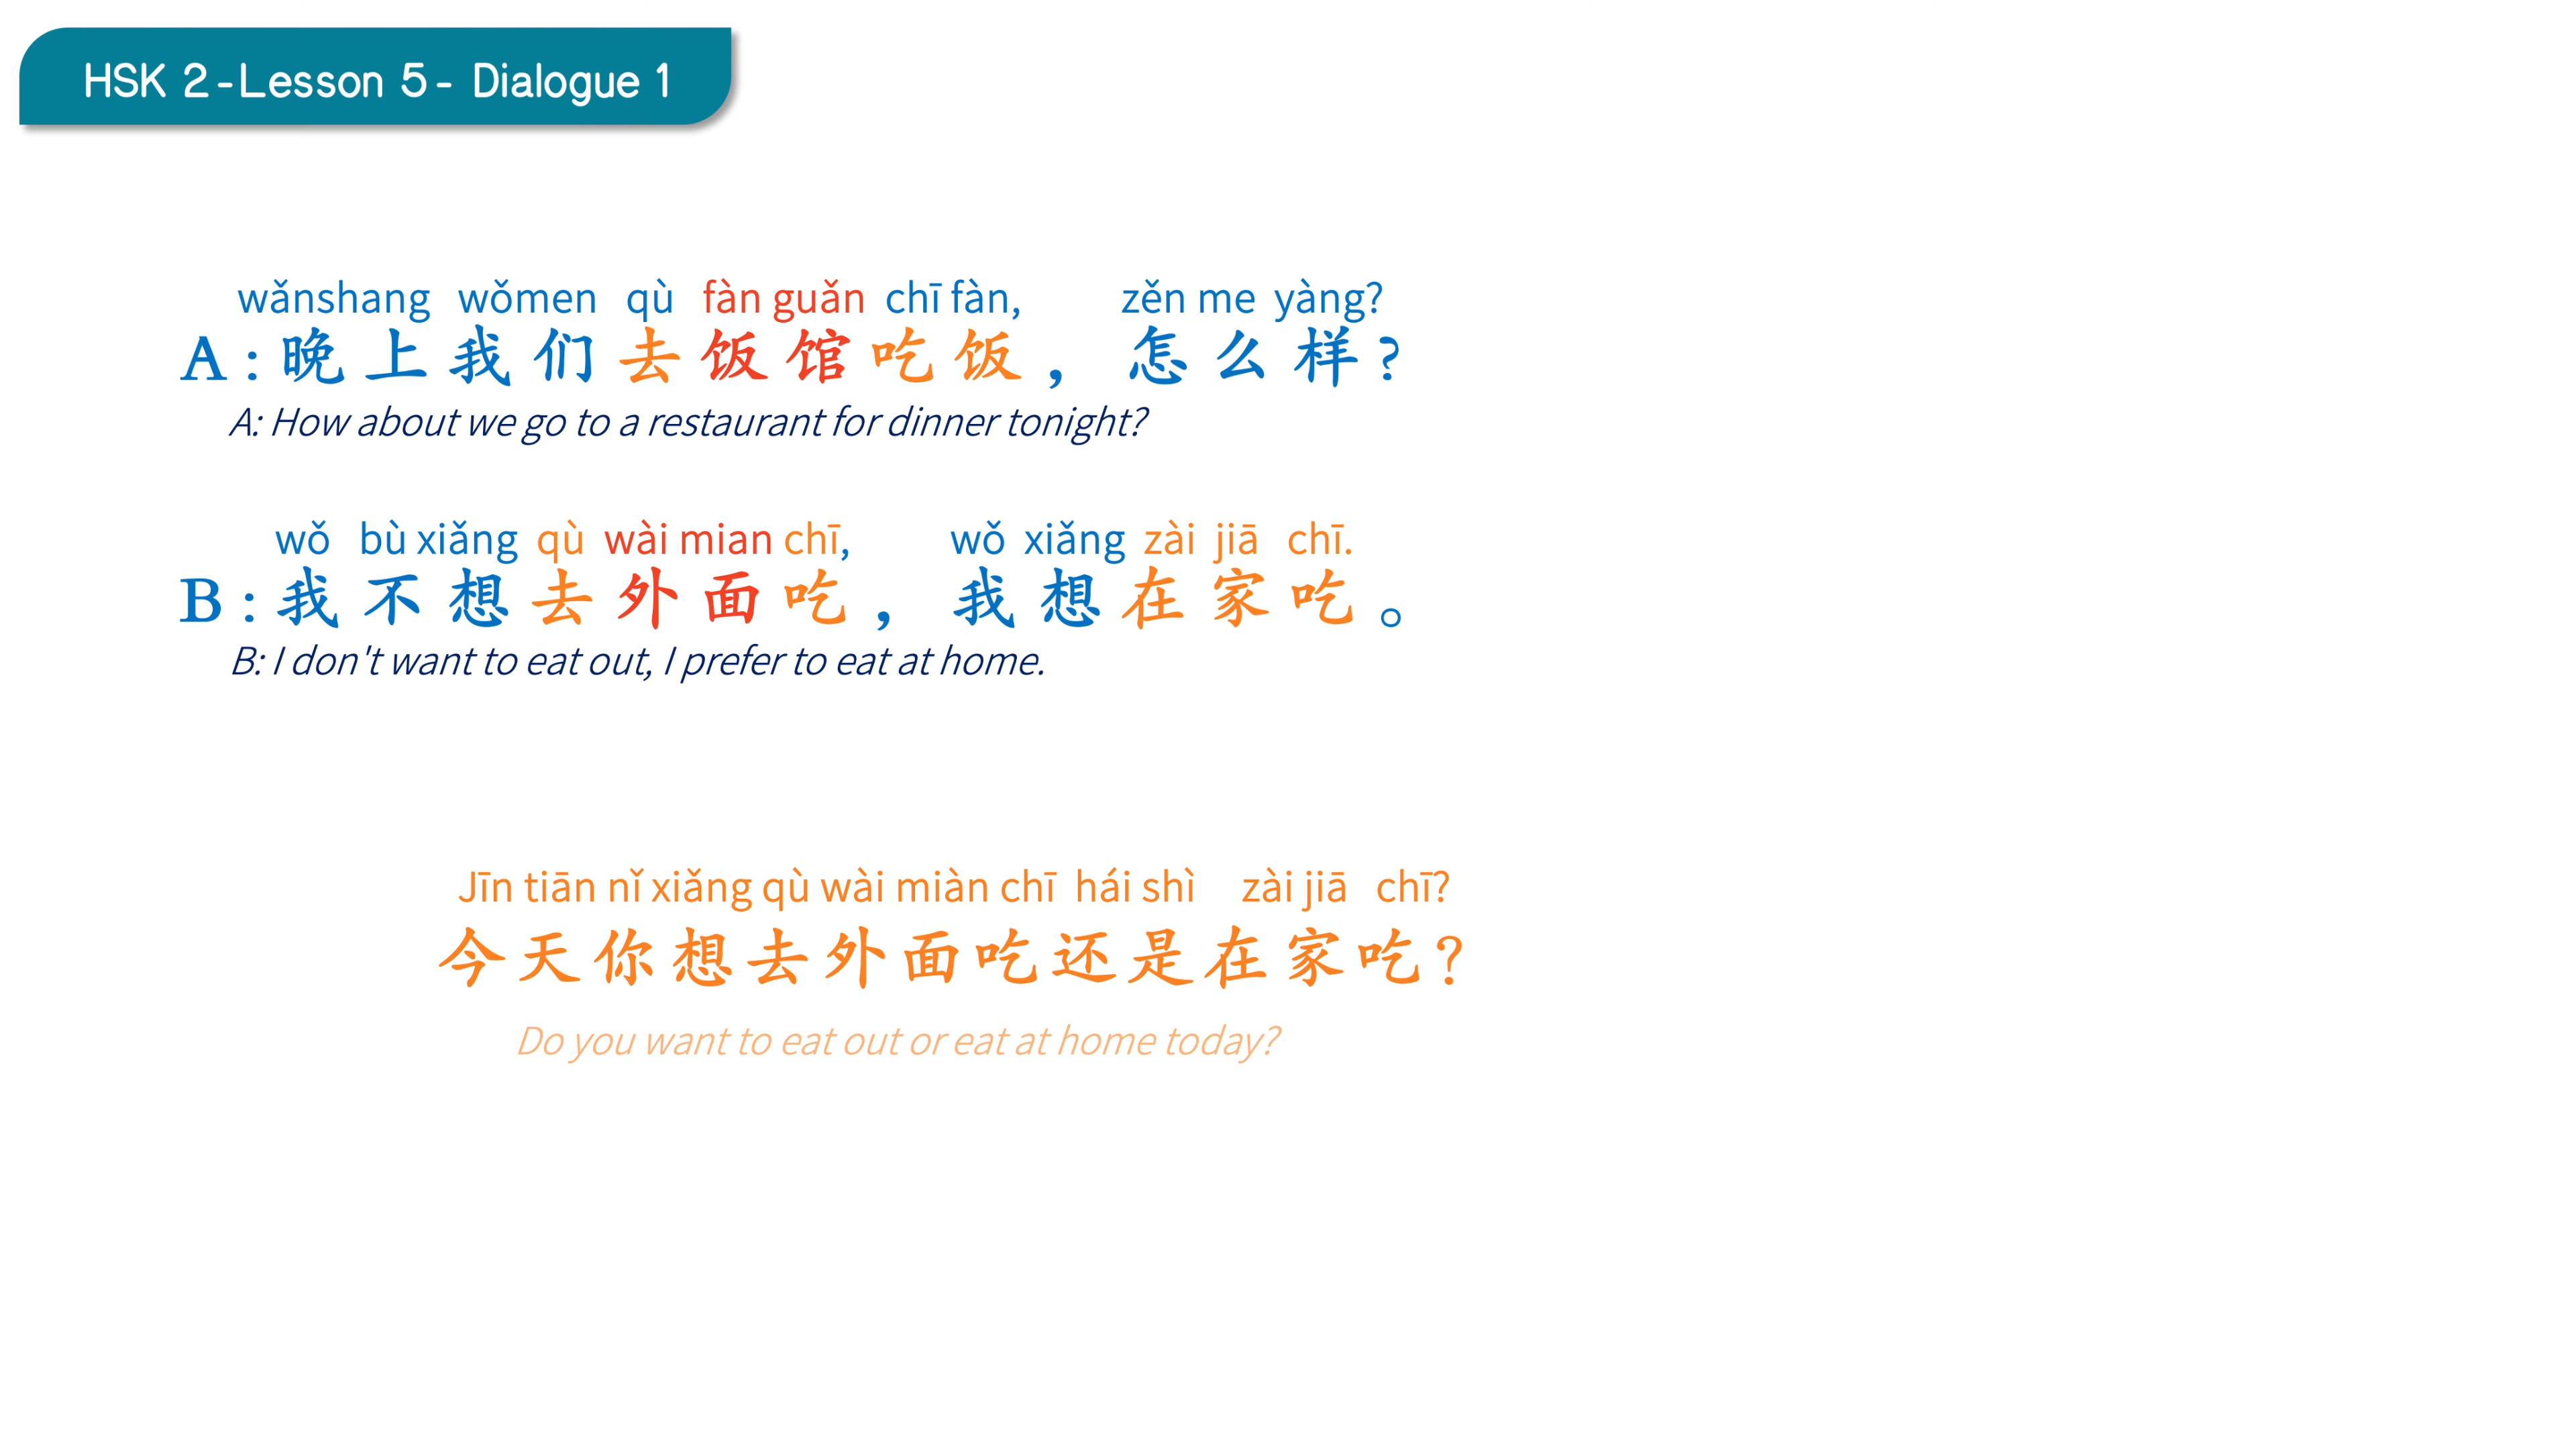 HSK 2-Lesson 5- Dialogue 1
wǎnshang wǒmen qù fàn guǎn chī fàn, zěn me yàng?
A:晚上我们去饭馆吃饭，怎么样?
A: How about we go to a restaurant for dinner tonight?
wǒ bù xiǎng qù wài mian chī, wǒ xiǎng zài jiā chī.
B:我不想去外面吃，我想在家吃。
B: I don't want to eat out, I prefer to eat at home.
Jīn tiān nǐ xiǎng qù wài miàn chī hái shì zài jiā chī?
今天你想去外面吃还是在家吃?
Do you want to eat out or eat at home today?